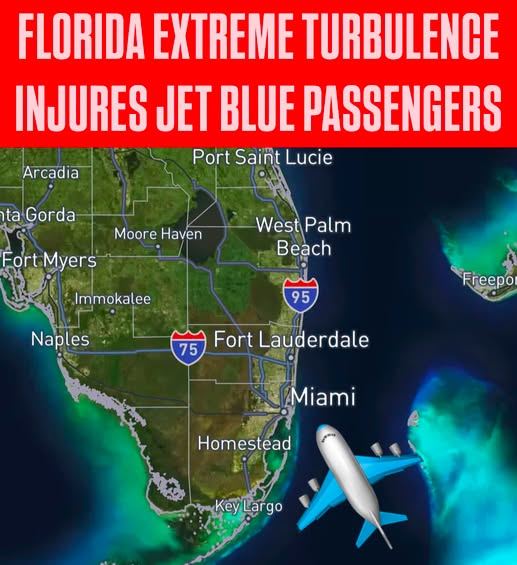 FLORIDA EXTREME TURBULENCE
INJURES JET BLUE PASSENGERS
Port Saint Lucie
Arcadia
nta Gorda
Moore Haven
West Palm
Beach
Fort Myers
Freepor
95
Immokalee
Naples
75
Fort Lauderdale
Miami
Homestead
Key Largo